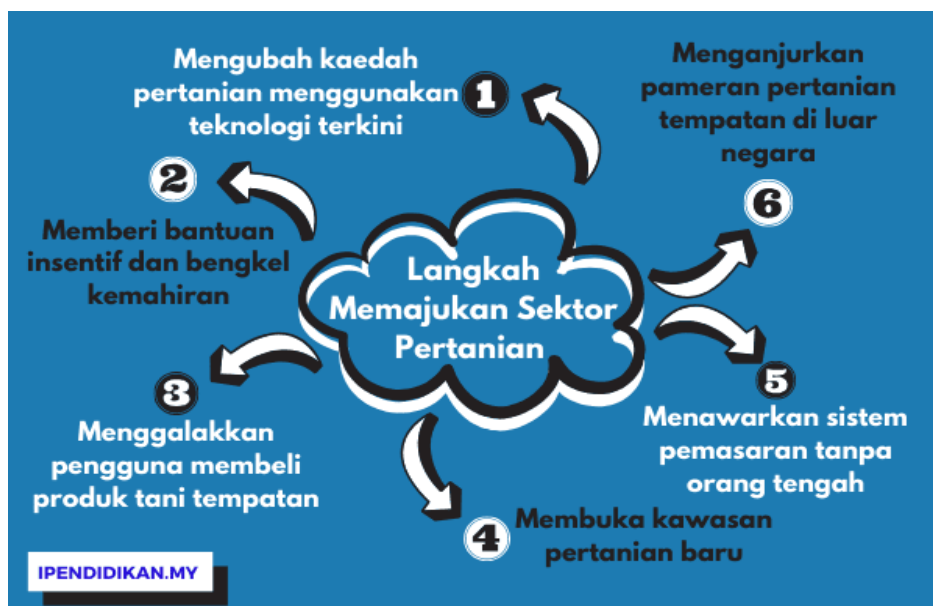 Langkah
Memajukan Sektor
Pertanian
1
Mengubah kaedah
pertanian menggunakan
teknologi terkini
2
Memberi bantuan
insentif dan bengkel
kemahiran
3
Menggalakkan
pengguna membeli
produk tani tempatan
4
Membuka kawasan
pertanian baru
5
Menawarkan sistem
pemasaran tanpa
orang tengah
Menganjurkan
pameran pertanian
tempatan di luar
negara
6
IPENDIDIKAN.MY